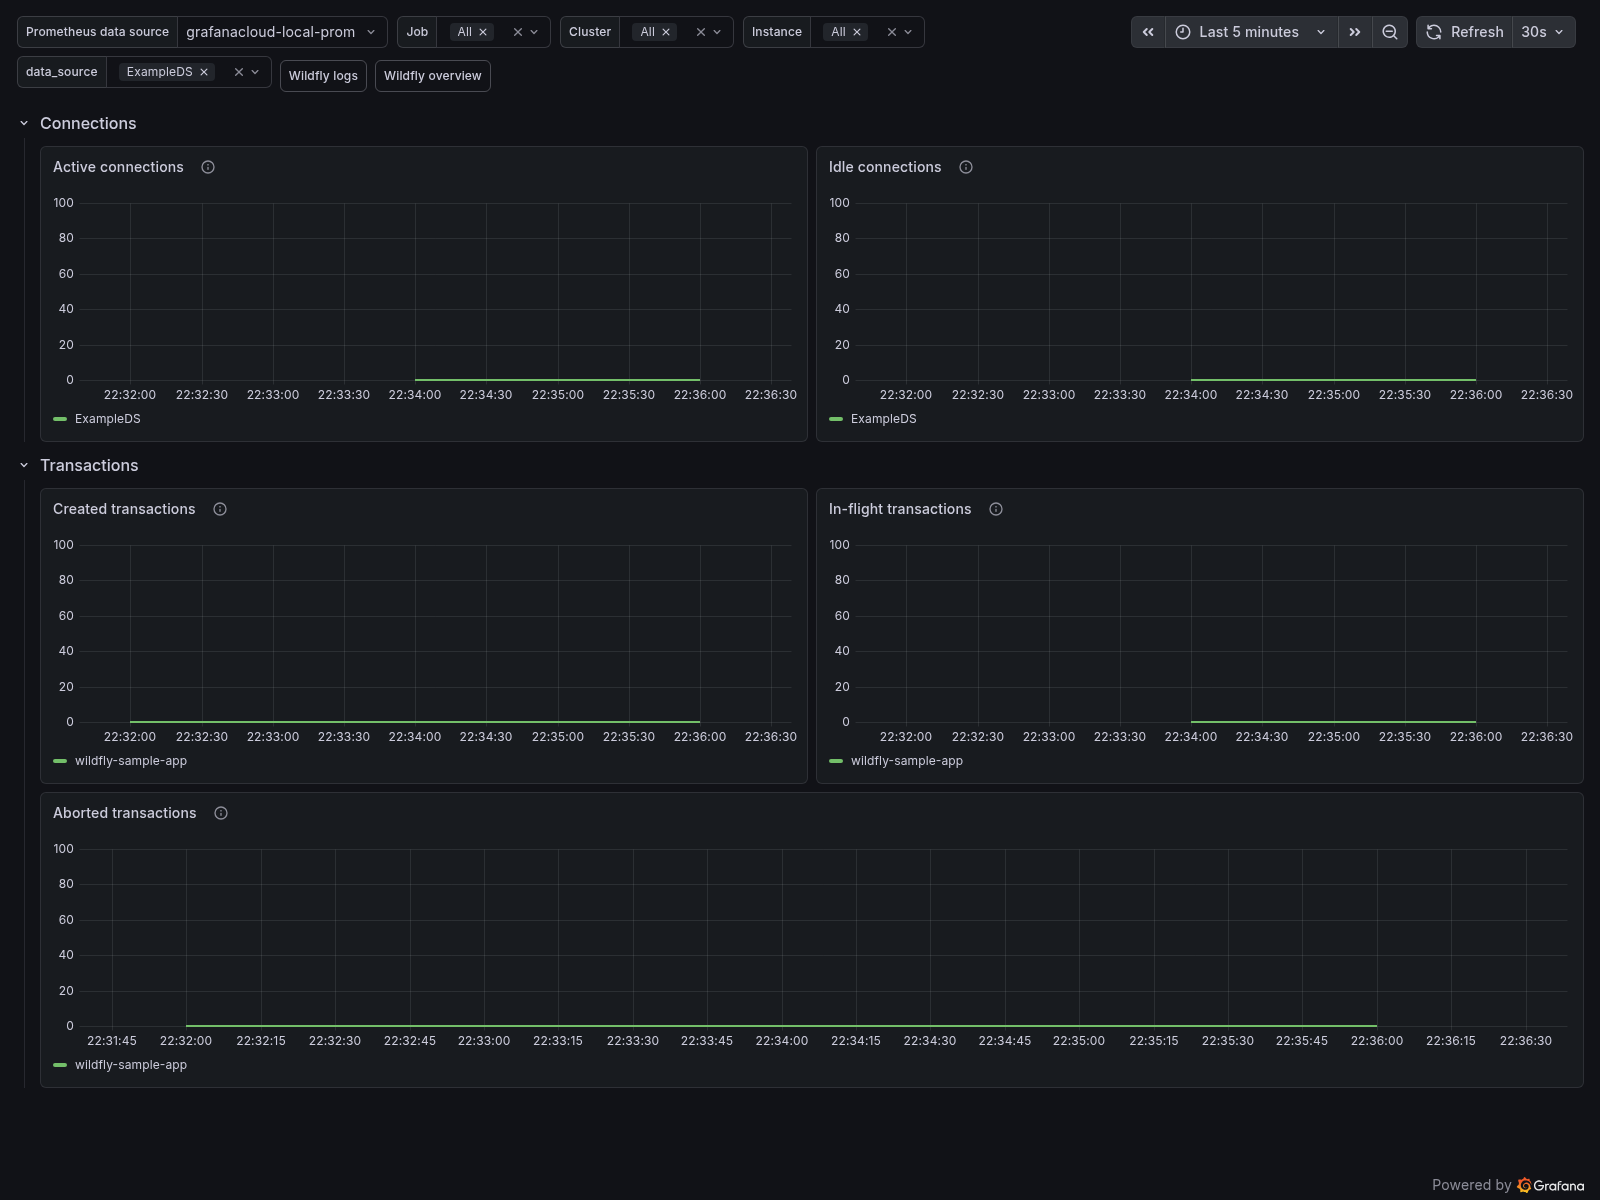 Prometheus data source grafanacloud-local-prom Job All Cluster All Instance All Last 5 minutes Refresh 30s
data_source ExampleDS Wildfly logs Wildfly overview
Connections
Active connections
100
80
60
40
20
0
22:32:00 22:32:30 22:33:00 22:33:30 22:34:00 22:34:30 22:35:00 22:35:30 22:36:00 22:36:30
ExampleDS
Idle connections
100
80
60
40
20
0
22:32:00 22:32:30 22:33:00 22:33:30 22:34:00 22:34:30 22:35:00 22:35:30 22:36:00 22:36:30
ExampleDS
Transactions
Created transactions
100
80
60
40
20
0
22:32:00 22:32:30 22:33:00 22:33:30 22:34:00 22:34:30 22:35:00 22:35:30 22:36:00 22:36:30
wildfly-sample-app
In-flight transactions
100
80
60
40
20
0
22:32:00 22:32:30 22:33:00 22:33:30 22:34:00 22:34:30 22:35:00 22:35:30 22:36:00 22:36:30
wildfly-sample-app
Aborted transactions
100
80
60
40
20
0
22:31:45 22:32:00 22:32:15 22:32:30 22:32:45 22:33:00 22:33:15 22:33:30 22:33:45 22:34:00 22:34:15 22:34:30 22:34:45 22:35:00 22:35:15 22:35:30 22:35:45 22:36:00 22:36:15 22:36:30
wildfly-sample-app
Powered by Grafana